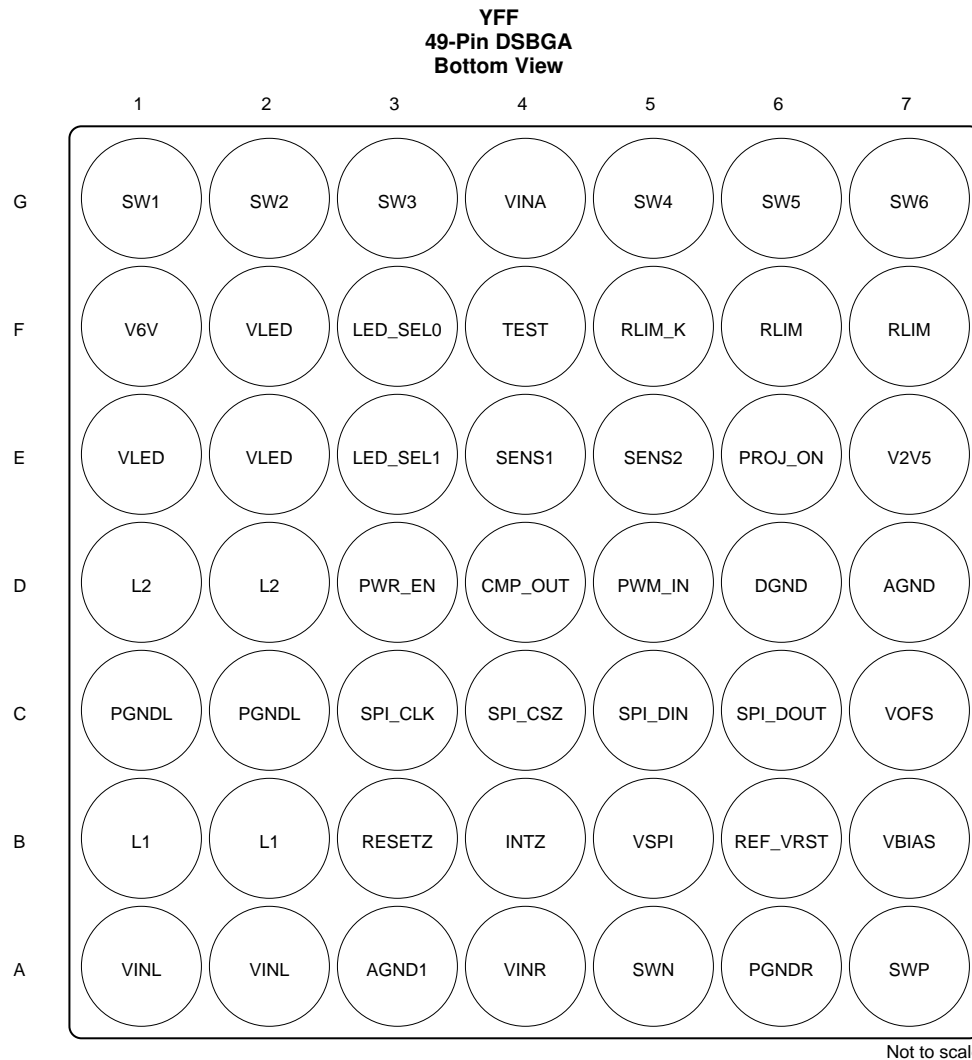 YFF
49-Pin DSBGA
Bottom View
1 2 3 4 5 6 7
G SW1 SW2 SW3 VINA SW4 SW5 SW6
F V6V VLED LED_SEL0 TEST RLIM_K RLIM RLIM
E VLED VLED LED_SEL1 SENS1 SENS2 PROJ_ON V2V5
D L2 L2 PWR_EN CMP_OUT PWM_IN DGND AGND
C PGNDL PGNDL SPI_CLK SPI_CSZ SPI_DIN SPI_DOUT VOFS
B L1 L1 RESETZ INTZ VSPI REF_VRST VBIAS
A VINL VINL AGND1 VINR SWN PGNDR SWP
Not to scal